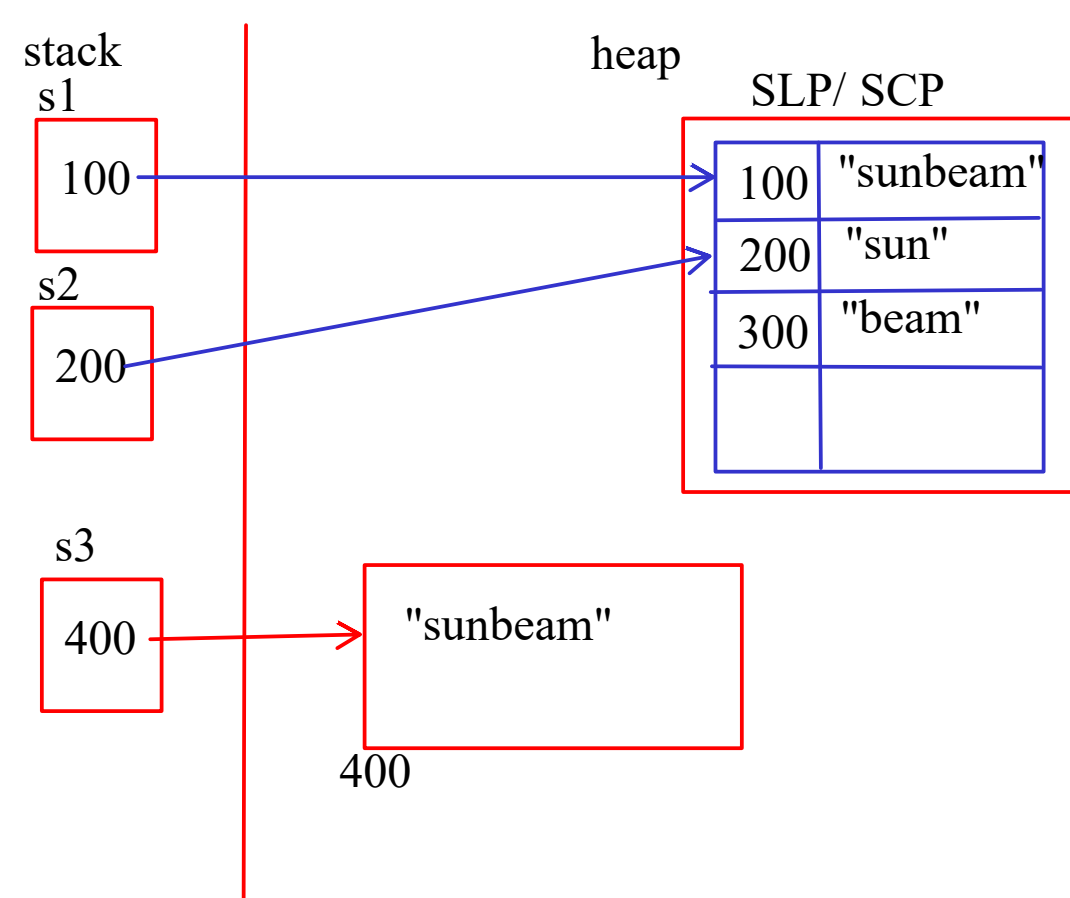 stack
heap
s1
SLP/ SCP
100
100 "sunbeam"
200 "sun"
s2
300 "beam"
200
s3
400
"sunbeam"
400